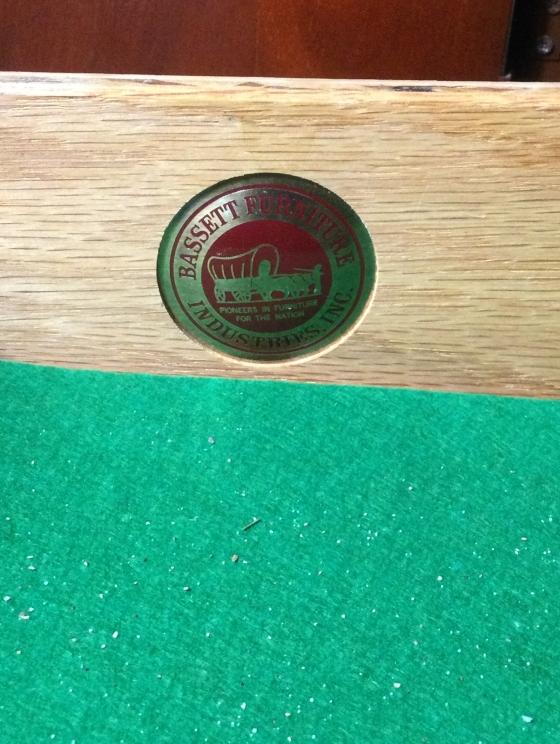 BASSETT FURNITURE
PIONEERS IN FURNITURE
FOR THE NATION
INDUSTRIES, INC.